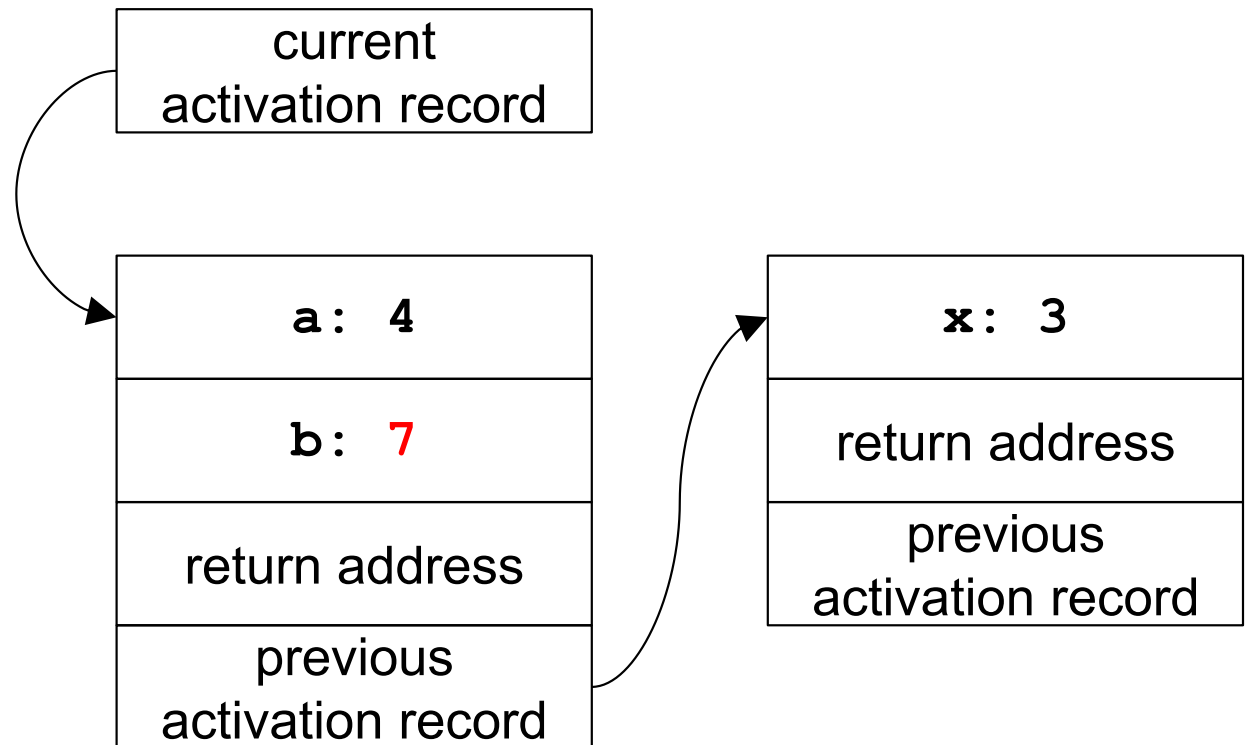 current
activation record
a: 4
b: 7
return address
previous
activation record
x: 3
return address
previous
activation record